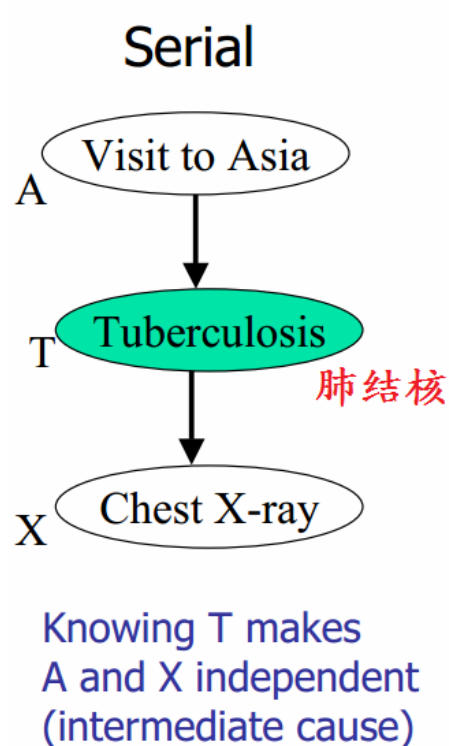 Serial
Visit to Asia
A
Tuberculosis
T
肺结核
Chest X-ray
X
Knowing T makes
A and X independent
(intermediate cause)